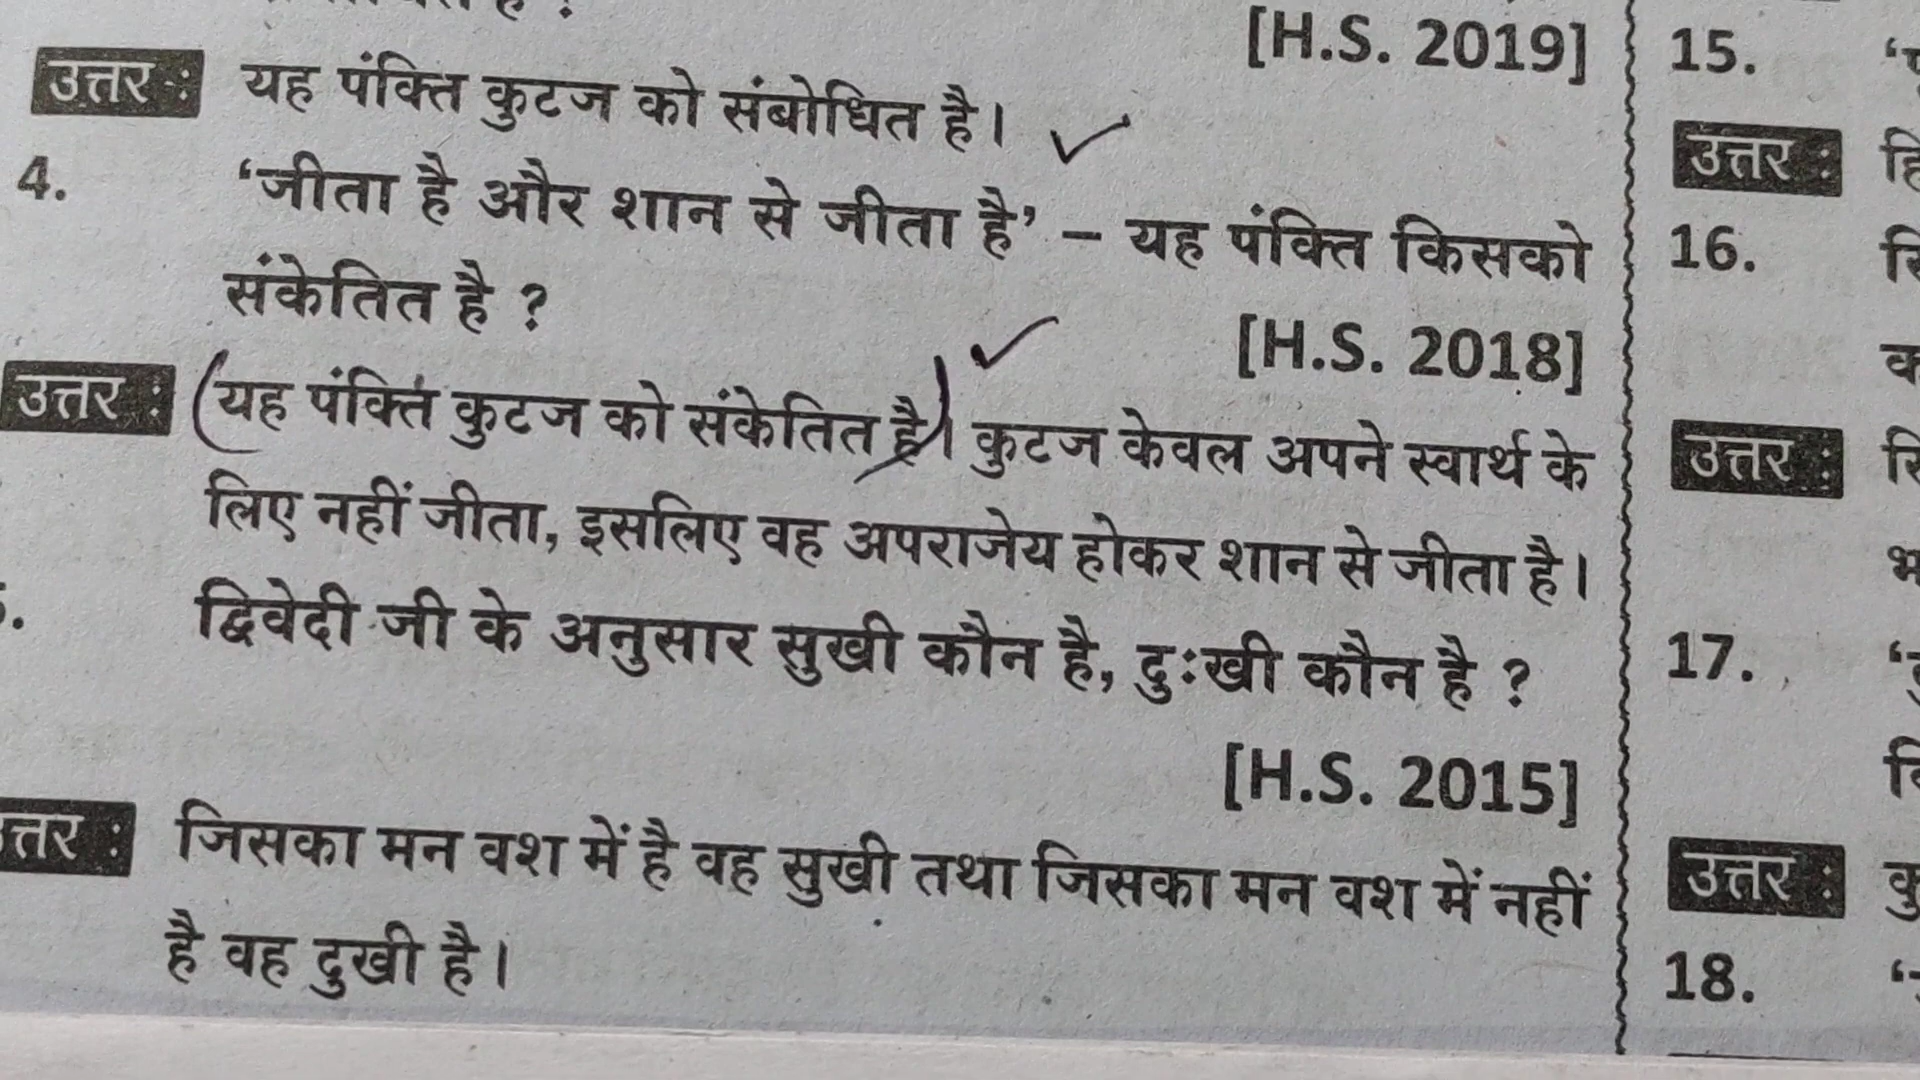 [H.S. 2019]
उत्तर : यह पंक्ति कुटज को संबोधित है।
4. ‘जीता है और शान से जीता है’ – यह पंक्ति किसको
संकेतित है ?
[H.S. 2018]
उत्तर : (यह पंक्ति कुटज को संकेतित है)। कुटज केवल अपने स्वार्थ के
लिए नहीं जीता, इसलिए वह अपराजेय होकर शान से जीता है।
द्विवेदी जी के अनुसार सुखी कौन है, दुःखी कौन है ?
[H.S. 2015]
उत्तर : जिसका मन वश में है वह सुखी तथा जिसका मन वश में नहीं
है वह दुखी है।
15.
उत्तर :
16.
उत्तर :
17.
उत्तर :
18.